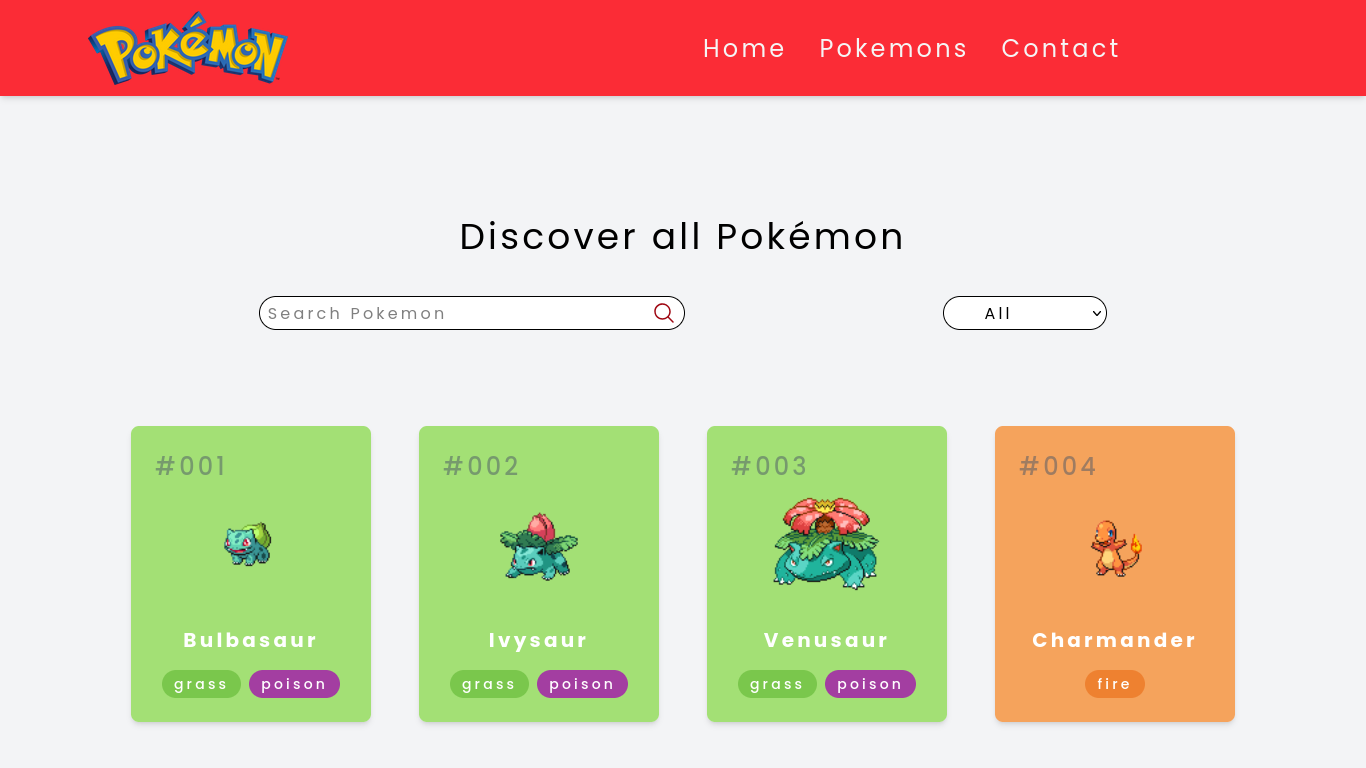 POKéMON
Home Pokemons Contact
Discover all Pokémon
Search Pokemon
All
#001
Bulbasaur
grass poison
#002
Ivysaur
grass poison
#003
Venusaur
grass poison
#004
Charmander
fire